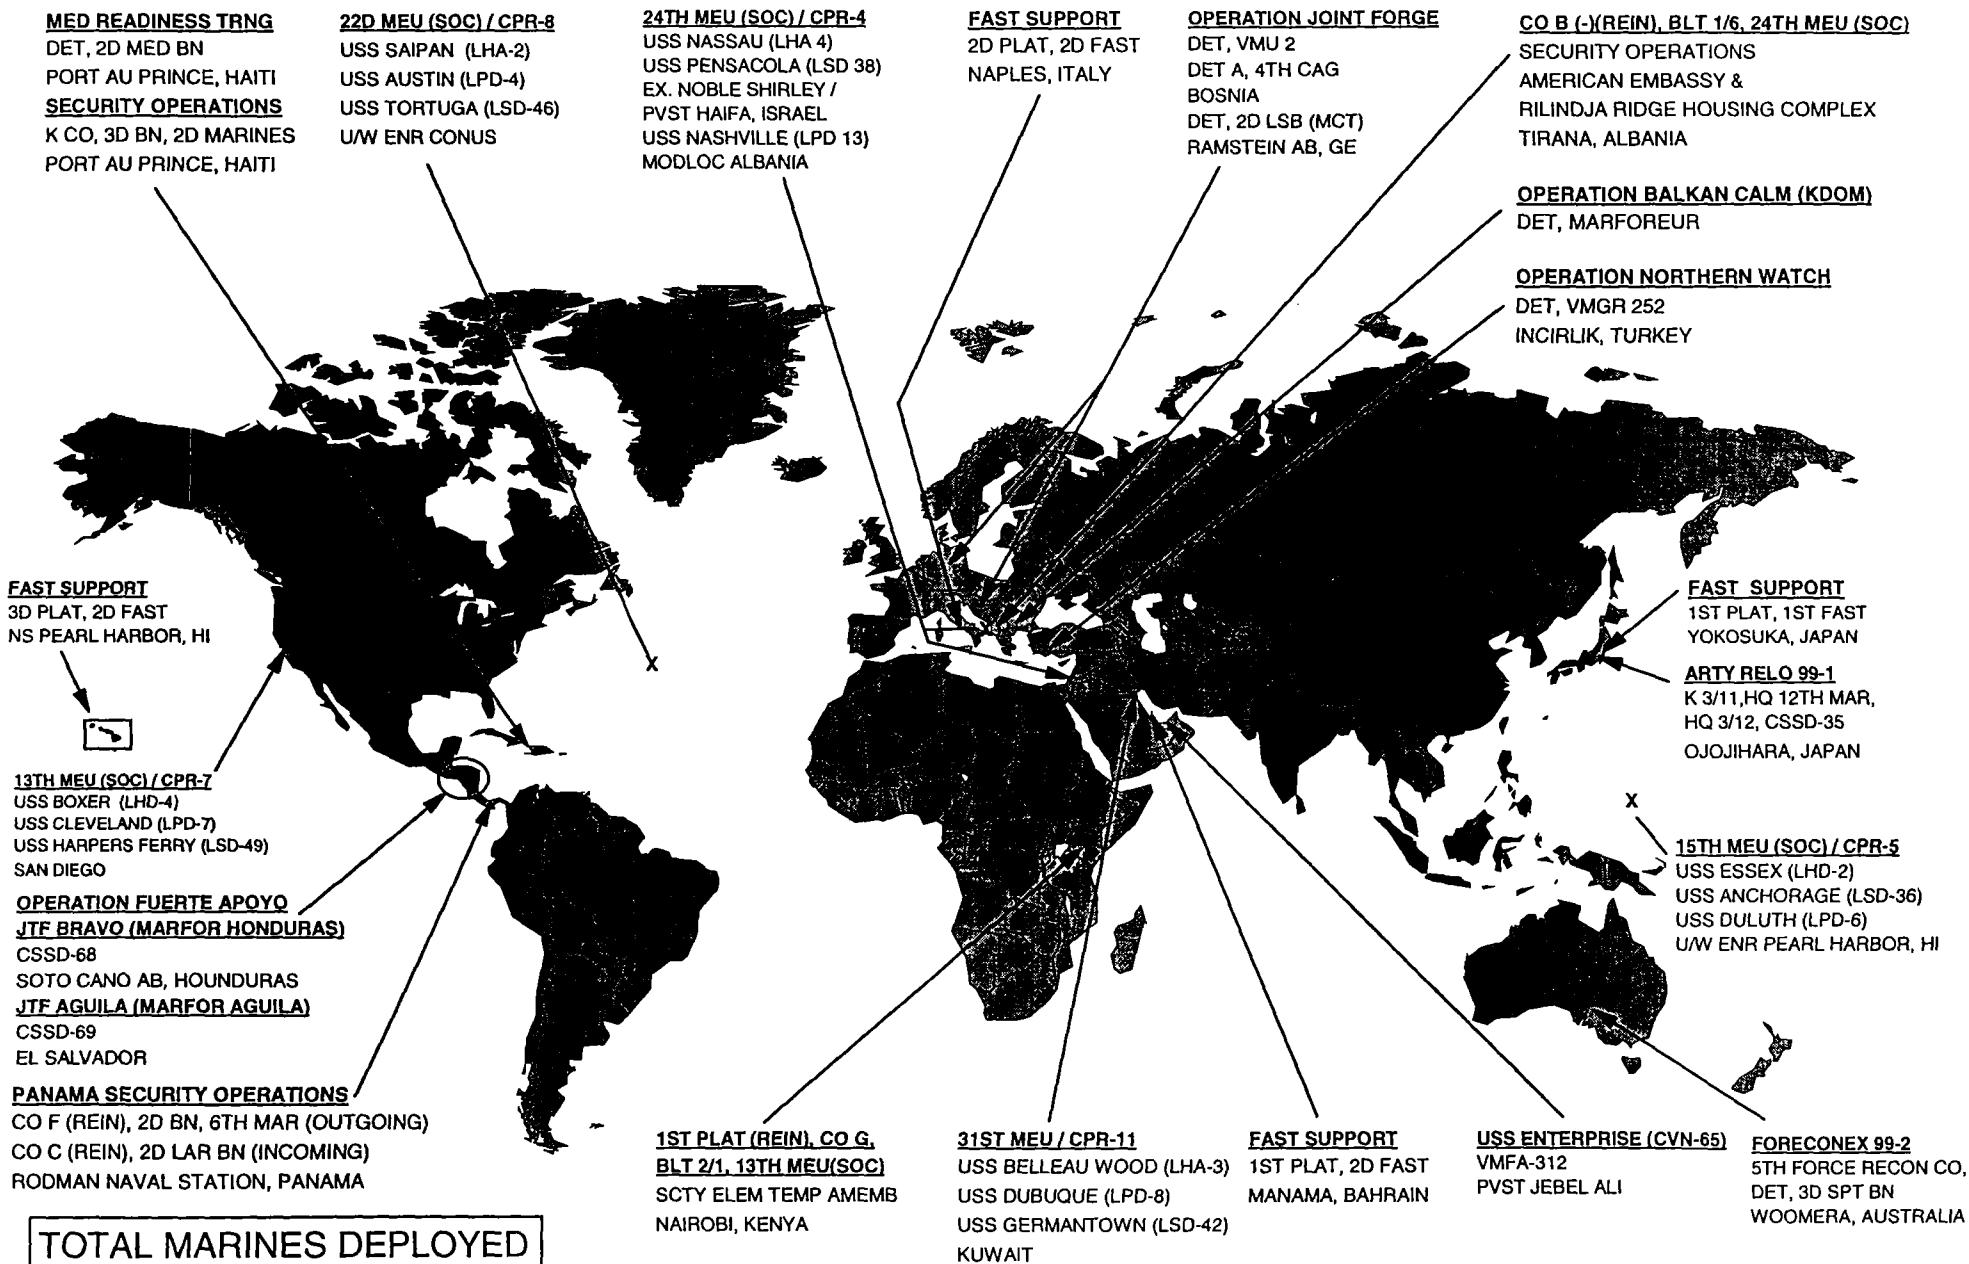 MED READINESS TRNG
DET, 2D MED BN
PORT AU PRINCE, HAITI
SECURITY OPERATIONS
K CO, 3D BN, 2D MARINES
PORT AU PRINCE, HAITI
22D MEU (SOC) / CPR-8
USS SAIPAN (LHA-2)
USS AUSTIN (LPD-4)
USS TORTUGA (LSD-46)
U/W ENR CONUS
24TH MEU (SOC) / CPR-4
USS NASSAU (LHA 4)
USS PENSACOLA (LSD 38)
EX. NOBLE SHIRLEY /
PVST HAIFA, ISRAEL
USS NASHVILLE (LPD 13)
MODLOC ALBANIA
FAST SUPPORT
2D PLAT, 2D FAST
NAPLES, ITALY
OPERATION JOINT FORGE
DET, VMU 2
DET A, 4TH CAG
BOSNIA
DET, 2D LSB (MCT)
RAMSTEIN AB, GE
CO B (-)(REIN), BLT 1/6, 24TH MEU (SOC)
SECURITY OPERATIONS
AMERICAN EMBASSY &
RILINDJA RIDGE HOUSING COMPLEX
TIRANA, ALBANIA
OPERATION BALKAN CALM (KDOM)
DET, MARFOREUR
OPERATION NORTHERN WATCH
DET, VMGR 252
INCIRLIK, TURKEY
FAST SUPPORT
3D PLAT, 2D FAST
NS PEARL HARBOR, HI
X
FAST SUPPORT
1ST PLAT, 1ST FAST
YOKOSUKA, JAPAN
ARTY RELO 99-1
K 3/11,HQ 12TH MAR,
HQ 3/12, CSSD-35
OJOJIHARA, JAPAN
13TH MEU (SOC) / CPR-7
USS BOXER (LHD-4)
USS CLEVELAND (LPD-7)
USS HARPERS FERRY (LSD-49)
SAN DIEGO
X
15TH MEU (SOC) / CPR-5
USS ESSEX (LHD-2)
USS ANCHORAGE (LSD-36)
USS DULUTH (LPD-6)
U/W ENR PEARL HARBOR, HI
OPERATION FUERTE APOYO
JTF BRAVO (MARFOR HONDURAS)
CSSD-68
SOTO CANO AB, HOUNDURAS
JTF AGUILA (MARFOR AGUILA)
CSSD-69
EL SALVADOR
PANAMA SECURITY OPERATIONS
CO F (REIN), 2D BN, 6TH MAR (OUTGOING)
CO C (REIN), 2D LAR BN (INCOMING)
RODMAN NAVAL STATION, PANAMA
1ST PLAT (REIN), CO G,
BLT 2/1, 13TH MEU(SOC)
SCTY ELEM TEMP AMEMB
NAIROBI, KENYA
31ST MEU / CPR-11
USS BELLEAU WOOD (LHA-3)
USS DUBUQUE (LPD-8)
USS GERMANTOWN (LSD-42)
KUWAIT
FAST SUPPORT
1ST PLAT, 2D FAST
MANAMA, BAHRAIN
USS ENTERPRISE (CVN-65)
VMFA-312
PVST JEBEL ALI
FORECONEX 99-2
5TH FORCE RECON CO,
DET, 3D SPT BN
WOOMERA, AUSTRALIA
TOTAL MARINES DEPLOYED